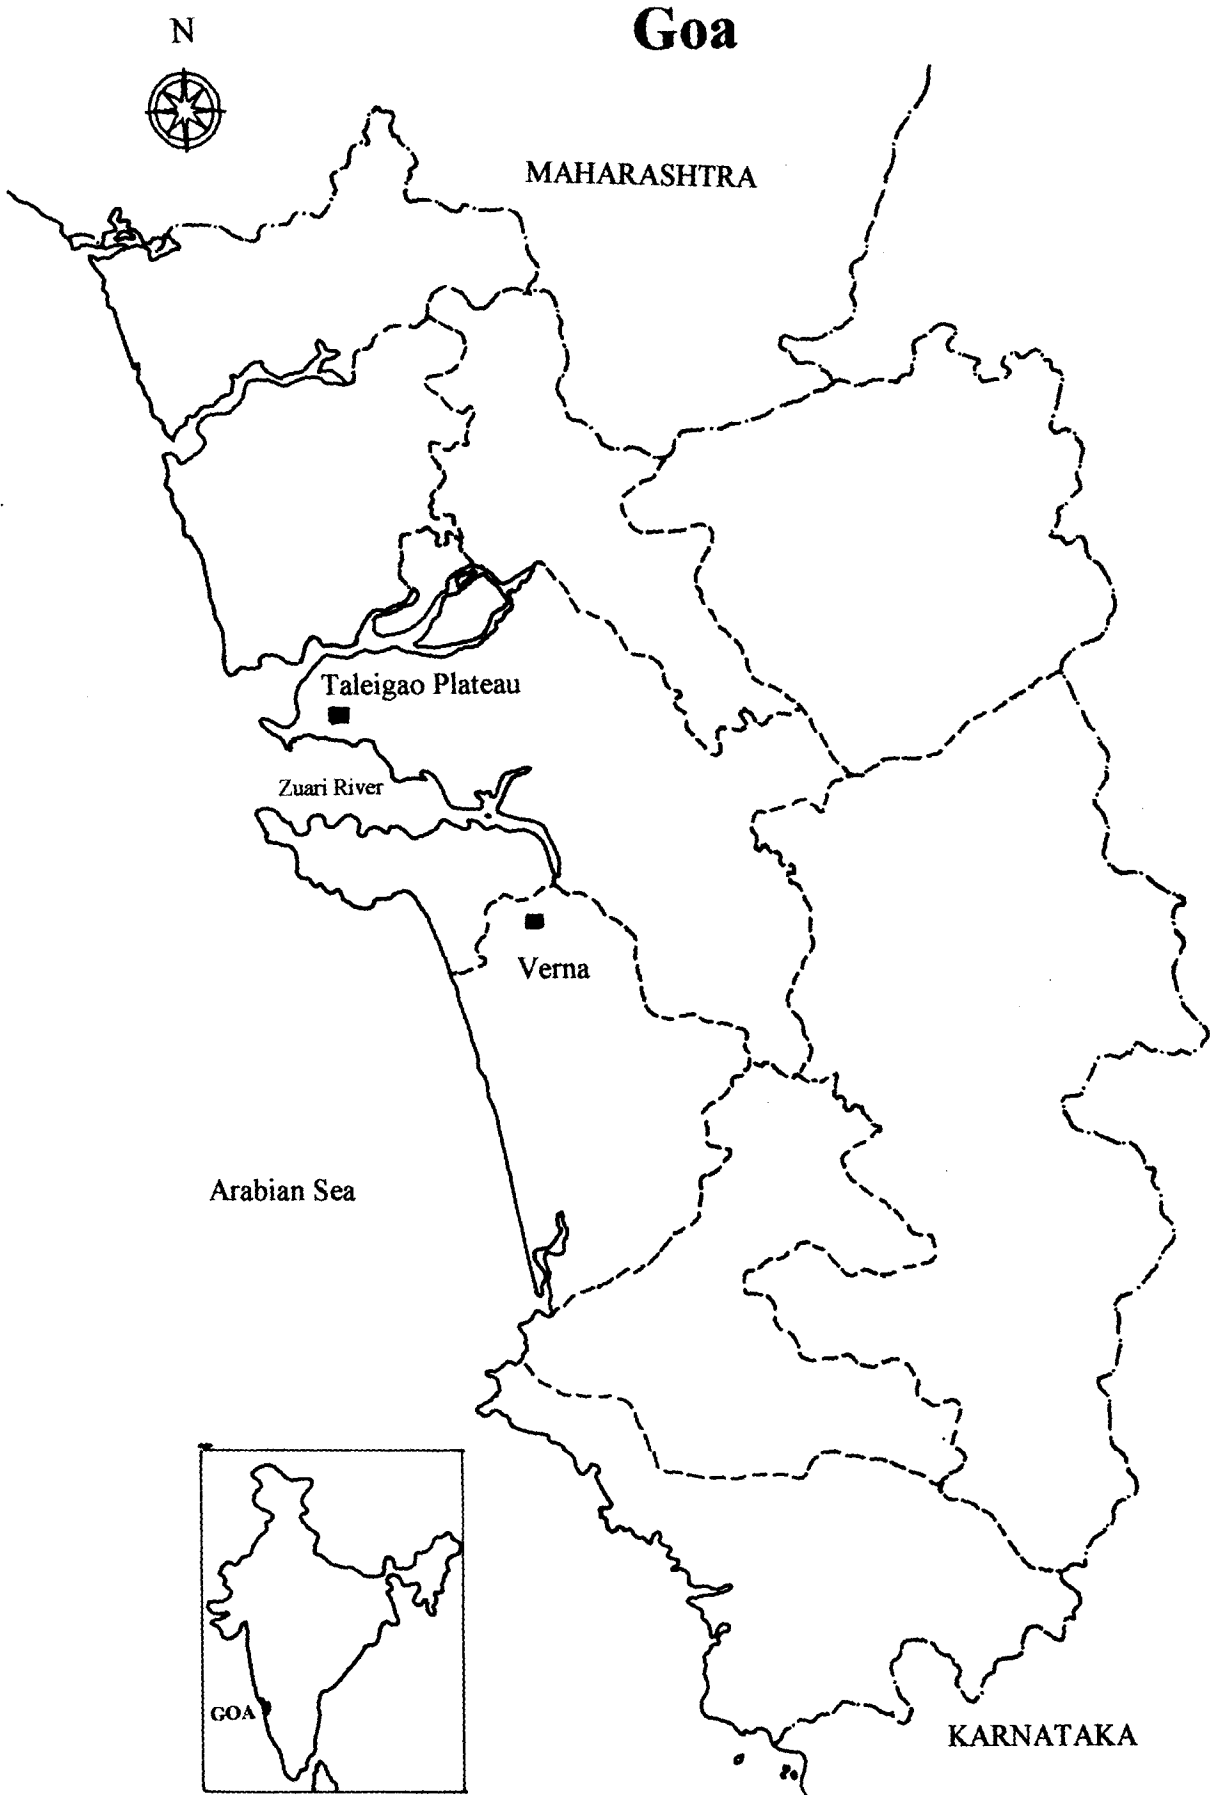 Goa
N
MAHARASHTRA
Taleigao Plateau
Zuari River
Verna
Arabian Sea
GOA
KARNATAKA